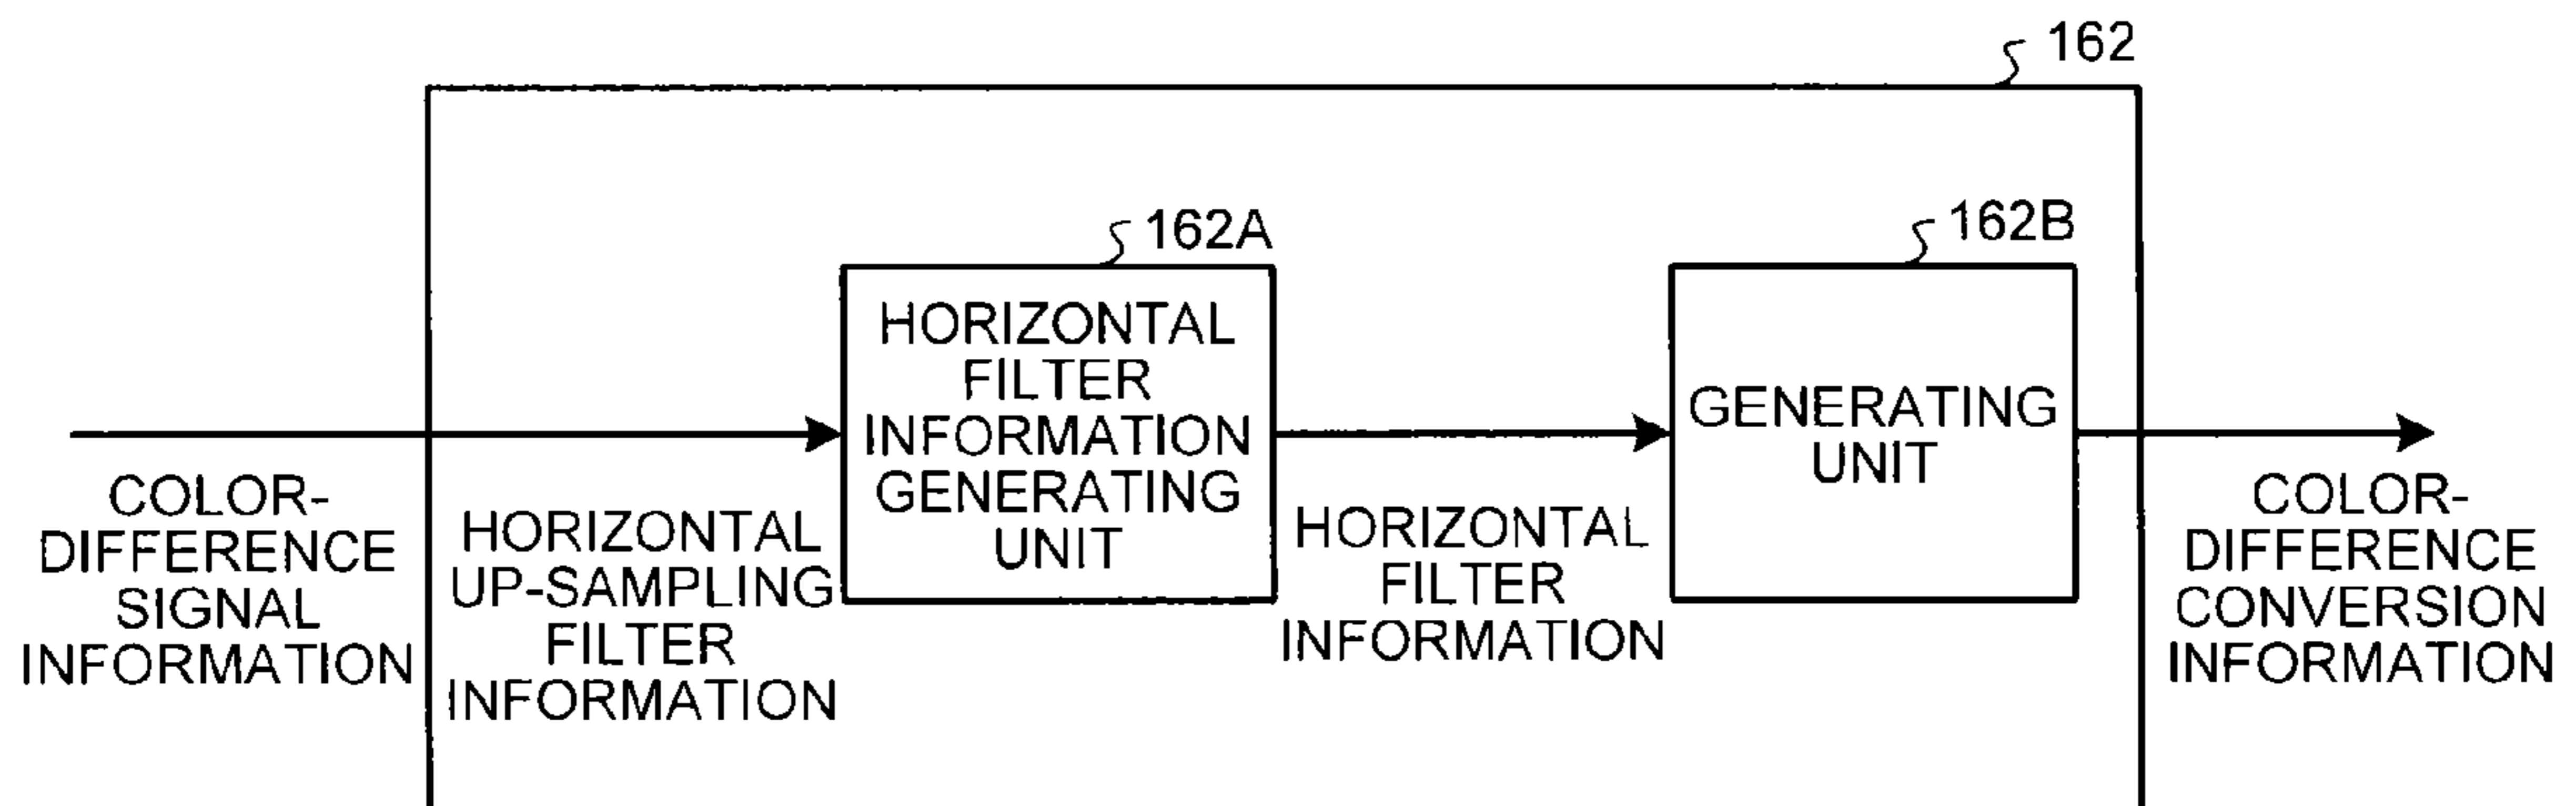 162
162A
162B
HORIZONTAL
FILTER
INFORMATION
GENERATING
UNIT
GENERATING
UNIT
COLOR-
DIFFERENCE
SIGNAL
INFORMATION
HORIZONTAL
UP-SAMPLING
FILTER
INFORMATION
HORIZONTAL
FILTER
INFORMATION
COLOR-
DIFFERENCE
CONVERSION
INFORMATION